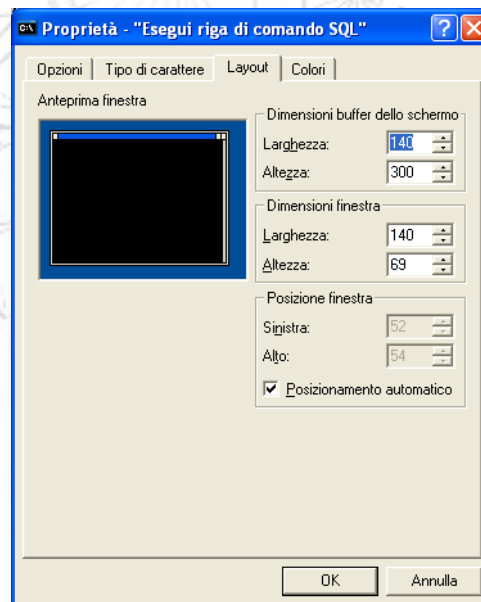 Proprietà - "Esegui riga di comando SQL"
Opzioni Tipo di carattere Layout Colori
Anteprima finestra
Dimensioni buffer dello schermo
Larghezza: 140
Altezza: 300
Dimensioni finestra
Larghezza: 140
Altezza: 69
Posizione finestra
Sinistra: 52
Alto: 54
Posizionamento automatico
OK Annulla